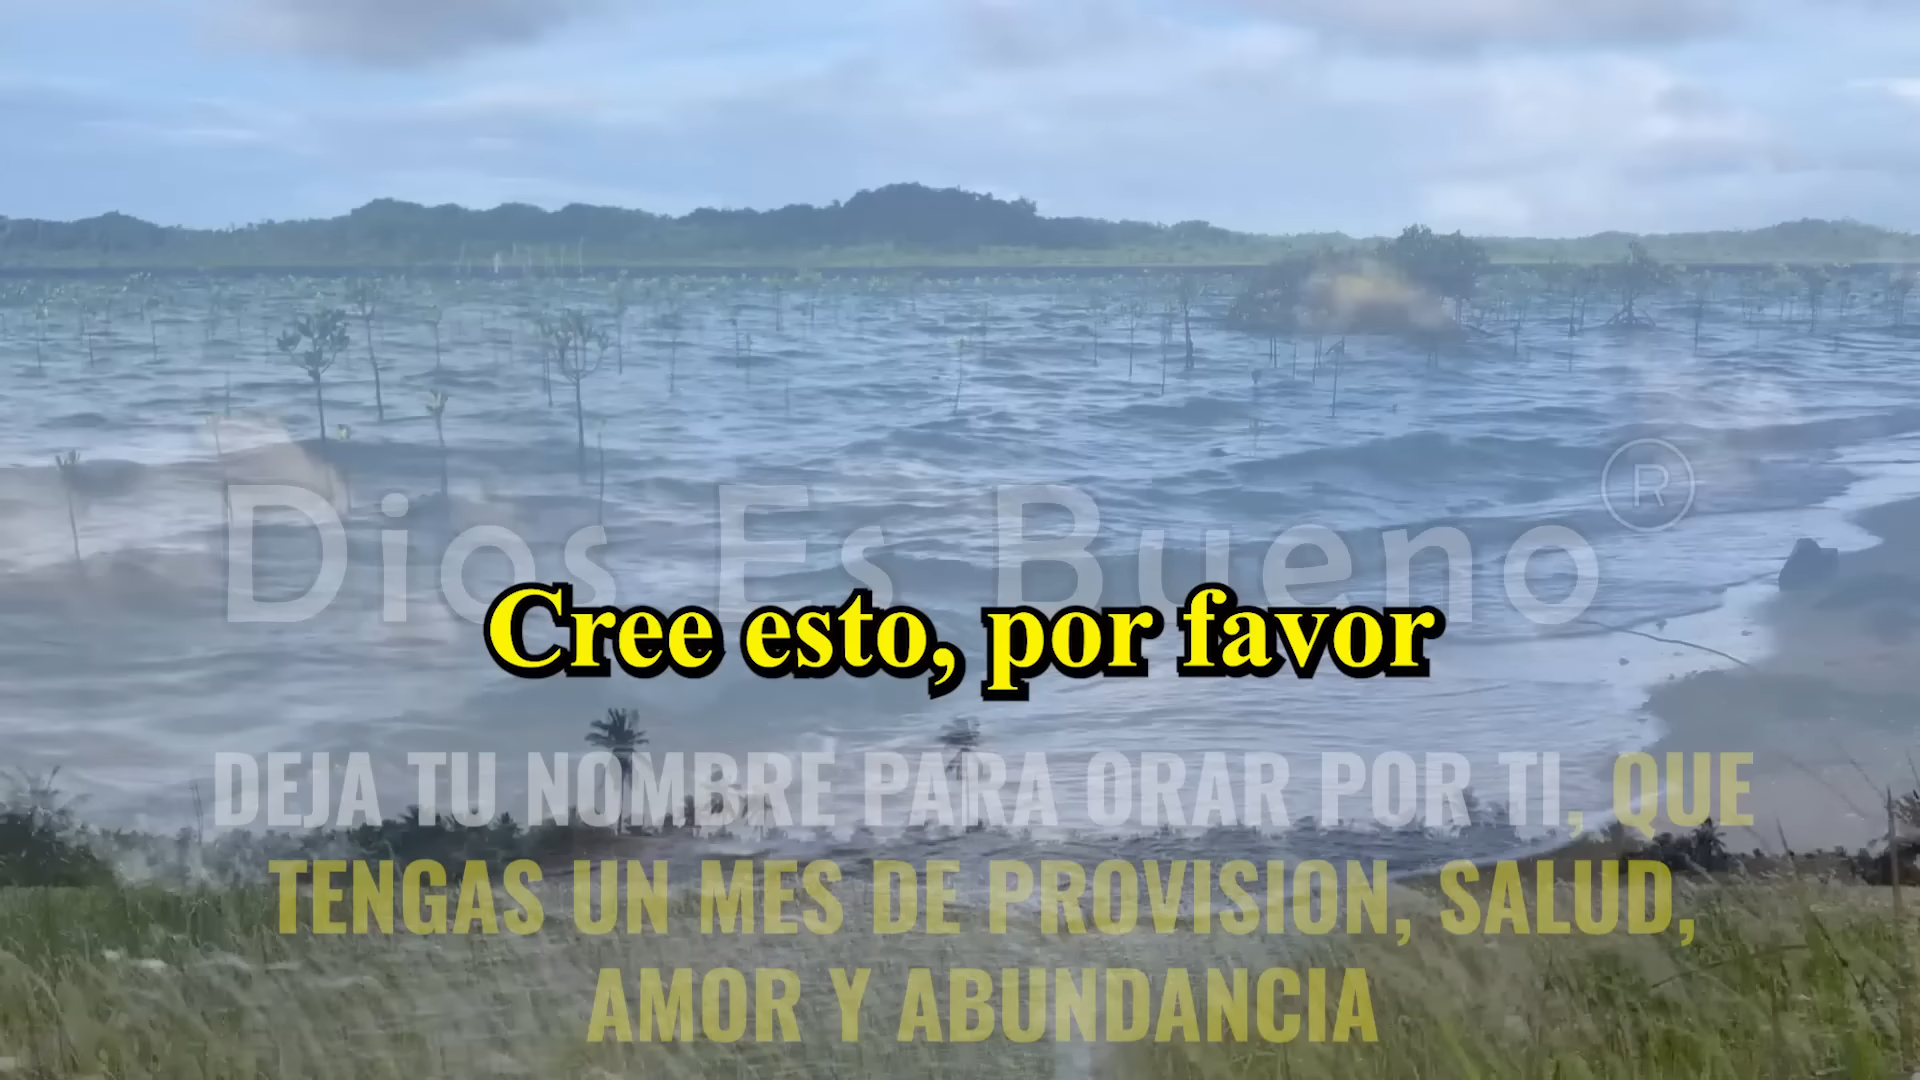 Dios Es Bueno ®
Cree esto, por favor
DEJA TU NOMBRE PARA ORAR POR TI, QUE
TENGAS UN MES DE PROVISION, SALUD,
AMOR Y ABUNDANCIA